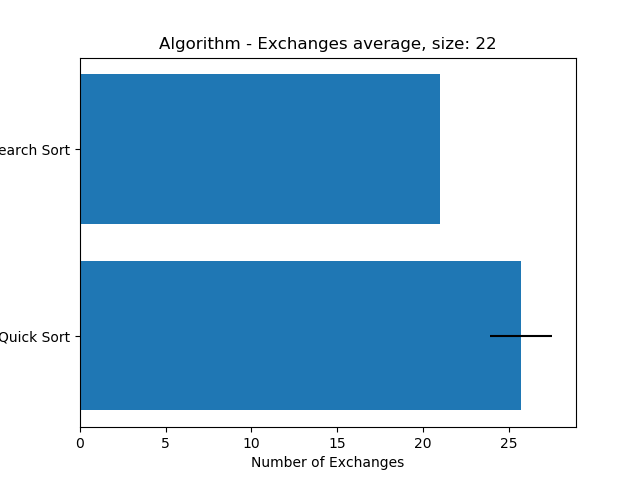 Algorithm - Exchanges average, size: 22
earch Sort
Quick Sort
0 5 10 15 20 25
Number of Exchanges